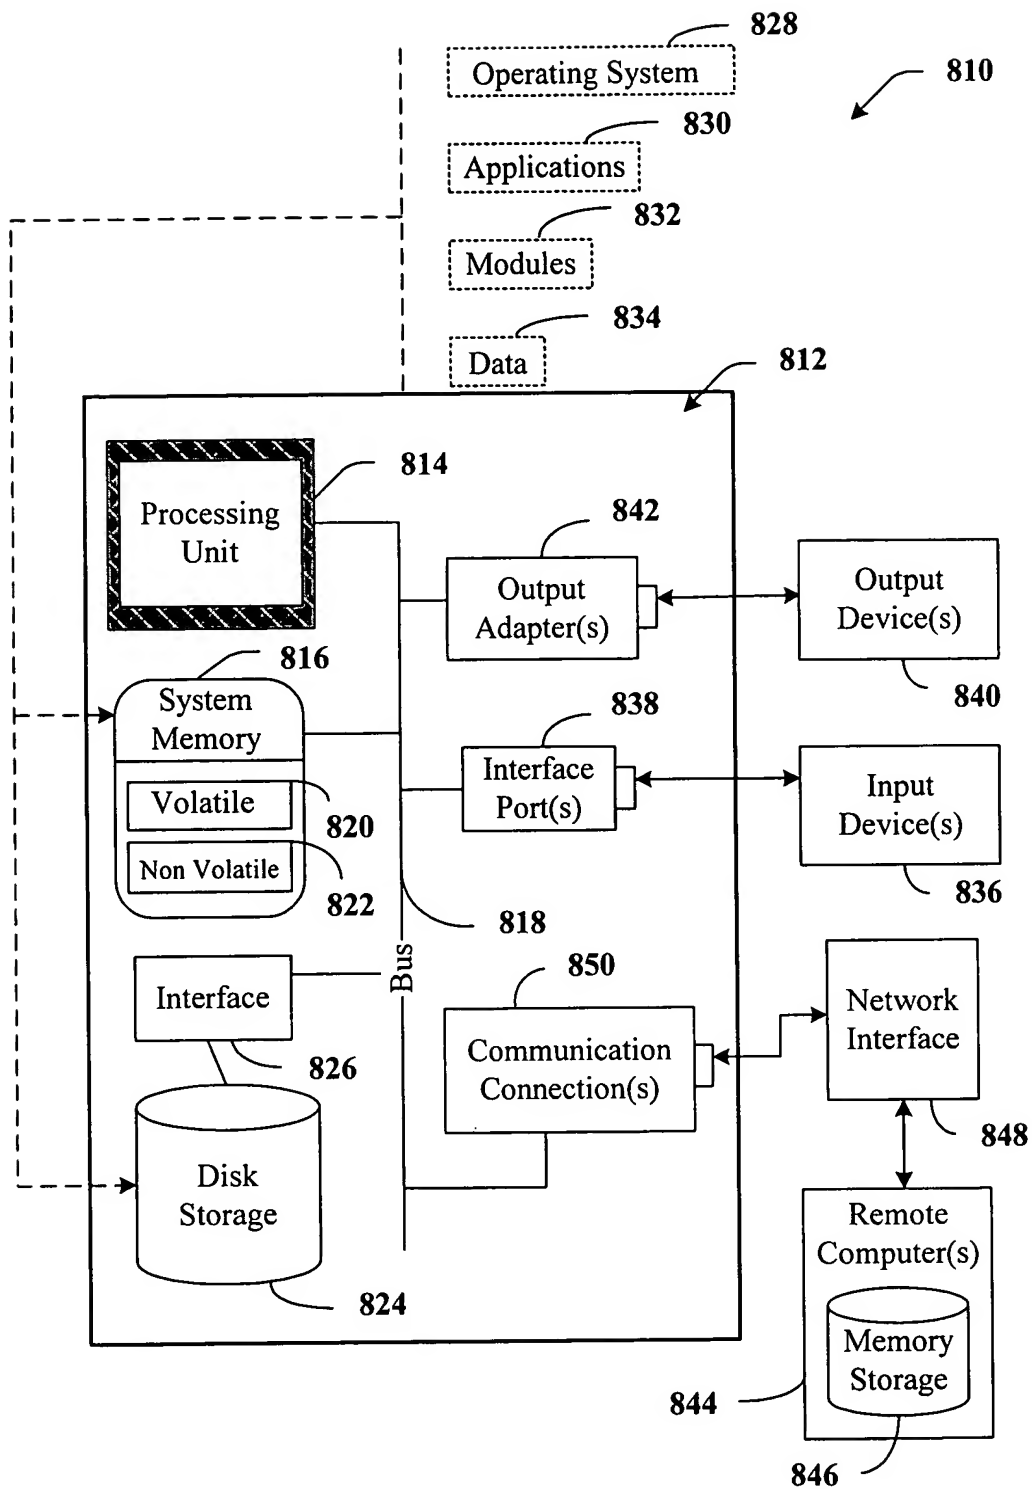 828
Operating System
810
830
Applications
832
Modules
834
Data
812
814
Processing
Unit
842
Output
Adapter(s)
Output
Device(s)
840
816
System
Memory
838
Interface
Port(s)
Volatile
820
Input
Device(s)
Non Volatile
822
836
818
Bus
850
Interface
826
Communication
Connection(s)
Network
Interface
848
Disk
Storage
824
Remote
Computer(s)
Memory
Storage
844
846